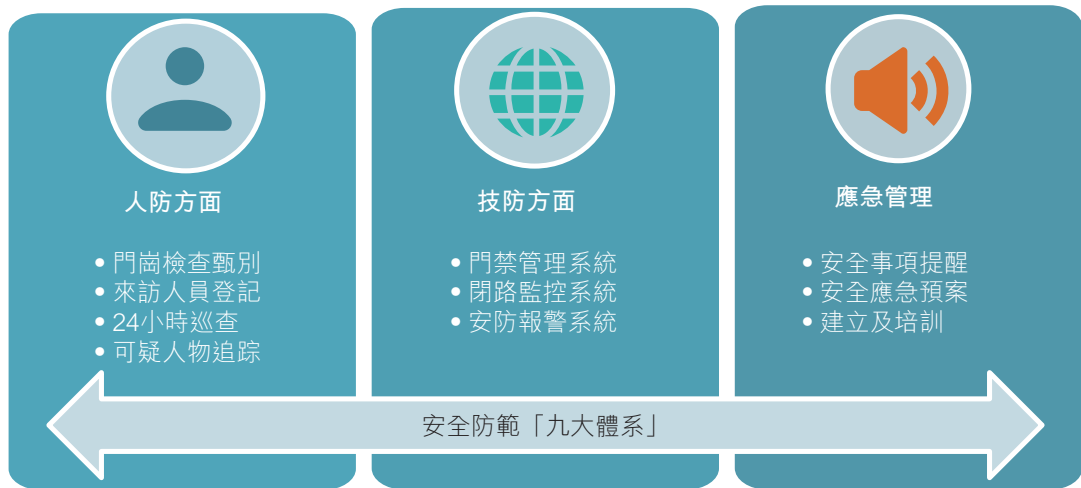 人防方面
• 門崗檢查甄別
• 來訪人員登記
• 24小時巡查
• 可疑人物追踪
技防方面
• 門禁管理系統
• 閉路監控系統
• 安防報警系統
應急管理
• 安全事項提醒
• 安全應急預案
• 建立及培訓
安全防範「九大體系」